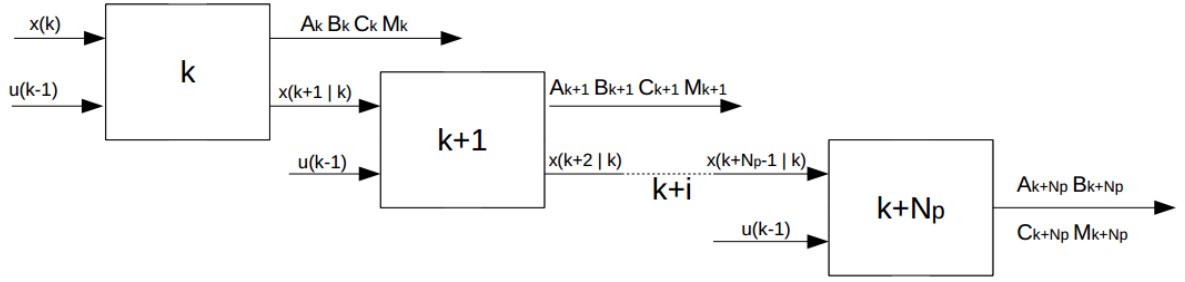 x(k)
Ak Bk Ck Mk
k
u(k-1)
x(k+1 | k)
Ak+1 Bk+1 Ck+1 Mk+1
k+1
u(k-1)
x(k+2 | k)
x(k+Np-1 | k)
k+i
Ak+Np Bk+Np
k+Np
u(k-1)
Ck+Np Mk+Np